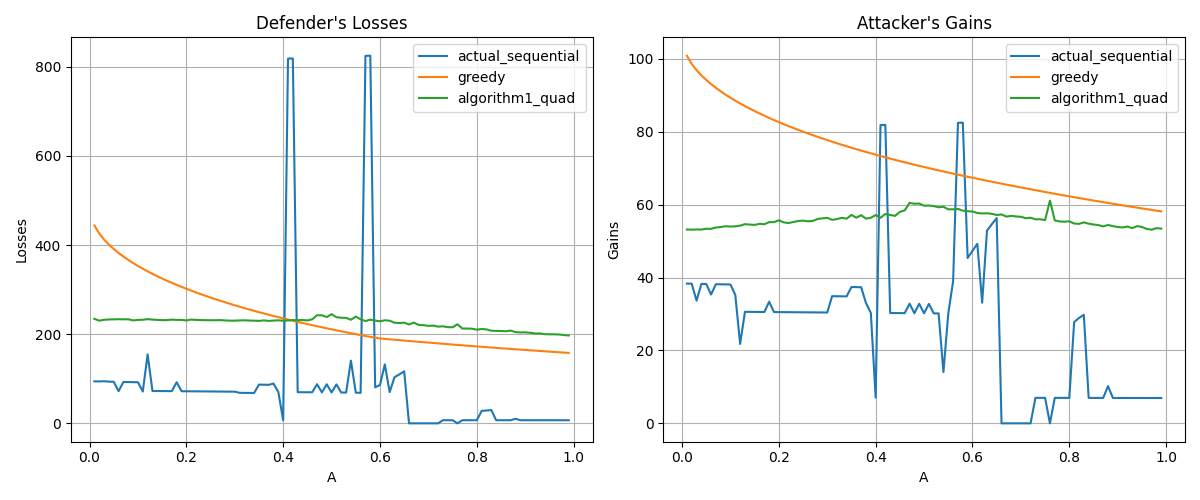 Defender's Losses
actual_sequential
greedy
algorithm1_quad
800
600
400
200
0
Losses
0.0 0.2 0.4 0.6 0.8 1.0
A
Attacker's Gains
actual_sequential
greedy
algorithm1_quad
100
80
60
40
20
0
Gains
0.0 0.2 0.4 0.6 0.8 1.0
A